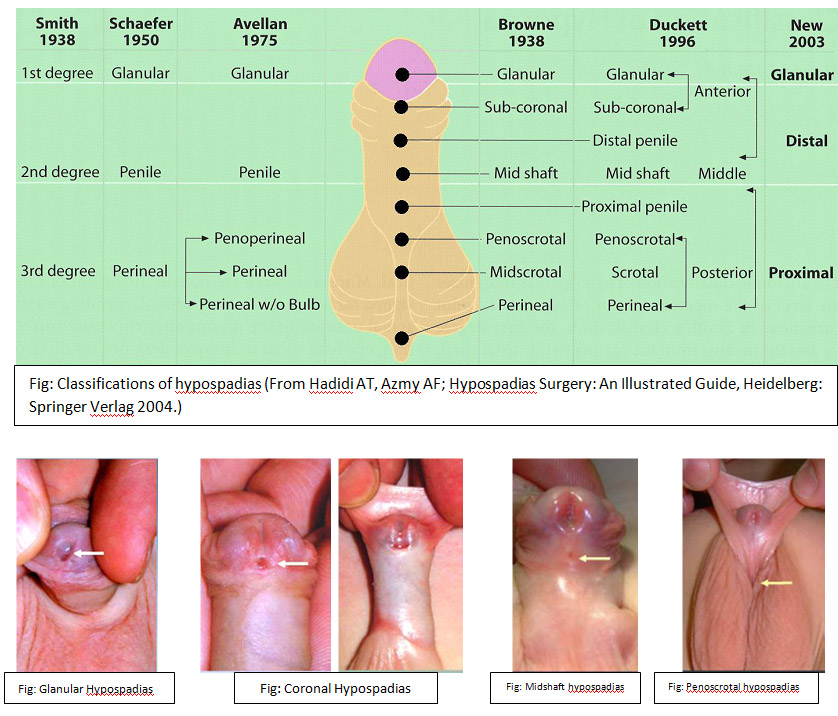 Smith Schaefer Avellan Browne Duckett New
1938 1950 1975 1938 1996 2003
1st degree Glanular Glanular Glanular Glanular Glanular
Anterior
Sub-coronal Sub-coronal
Distal penile Distal
2nd degree Penile Penile Mid shaft Mid shaft Middle
Proximal penile
Penoperineal Penoscrotal Penoscrotal
3rd degree Perineal Perineal Midscrotal Scrotal Posterior Proximal
Perineal w/o Bulb Perineal Perineal
Fig: Classifications of hypospadias (From Hadidi AT, Azmy AF; Hypospadias Surgery: An Illustrated Guide, Heidelberg:
Springer Verlag 2004.)
Fig: Glanular Hypospadias
Fig: Coronal Hypospadias
Fig: Midshaft hypospadias
Fig: Penoscrotal hypospadias